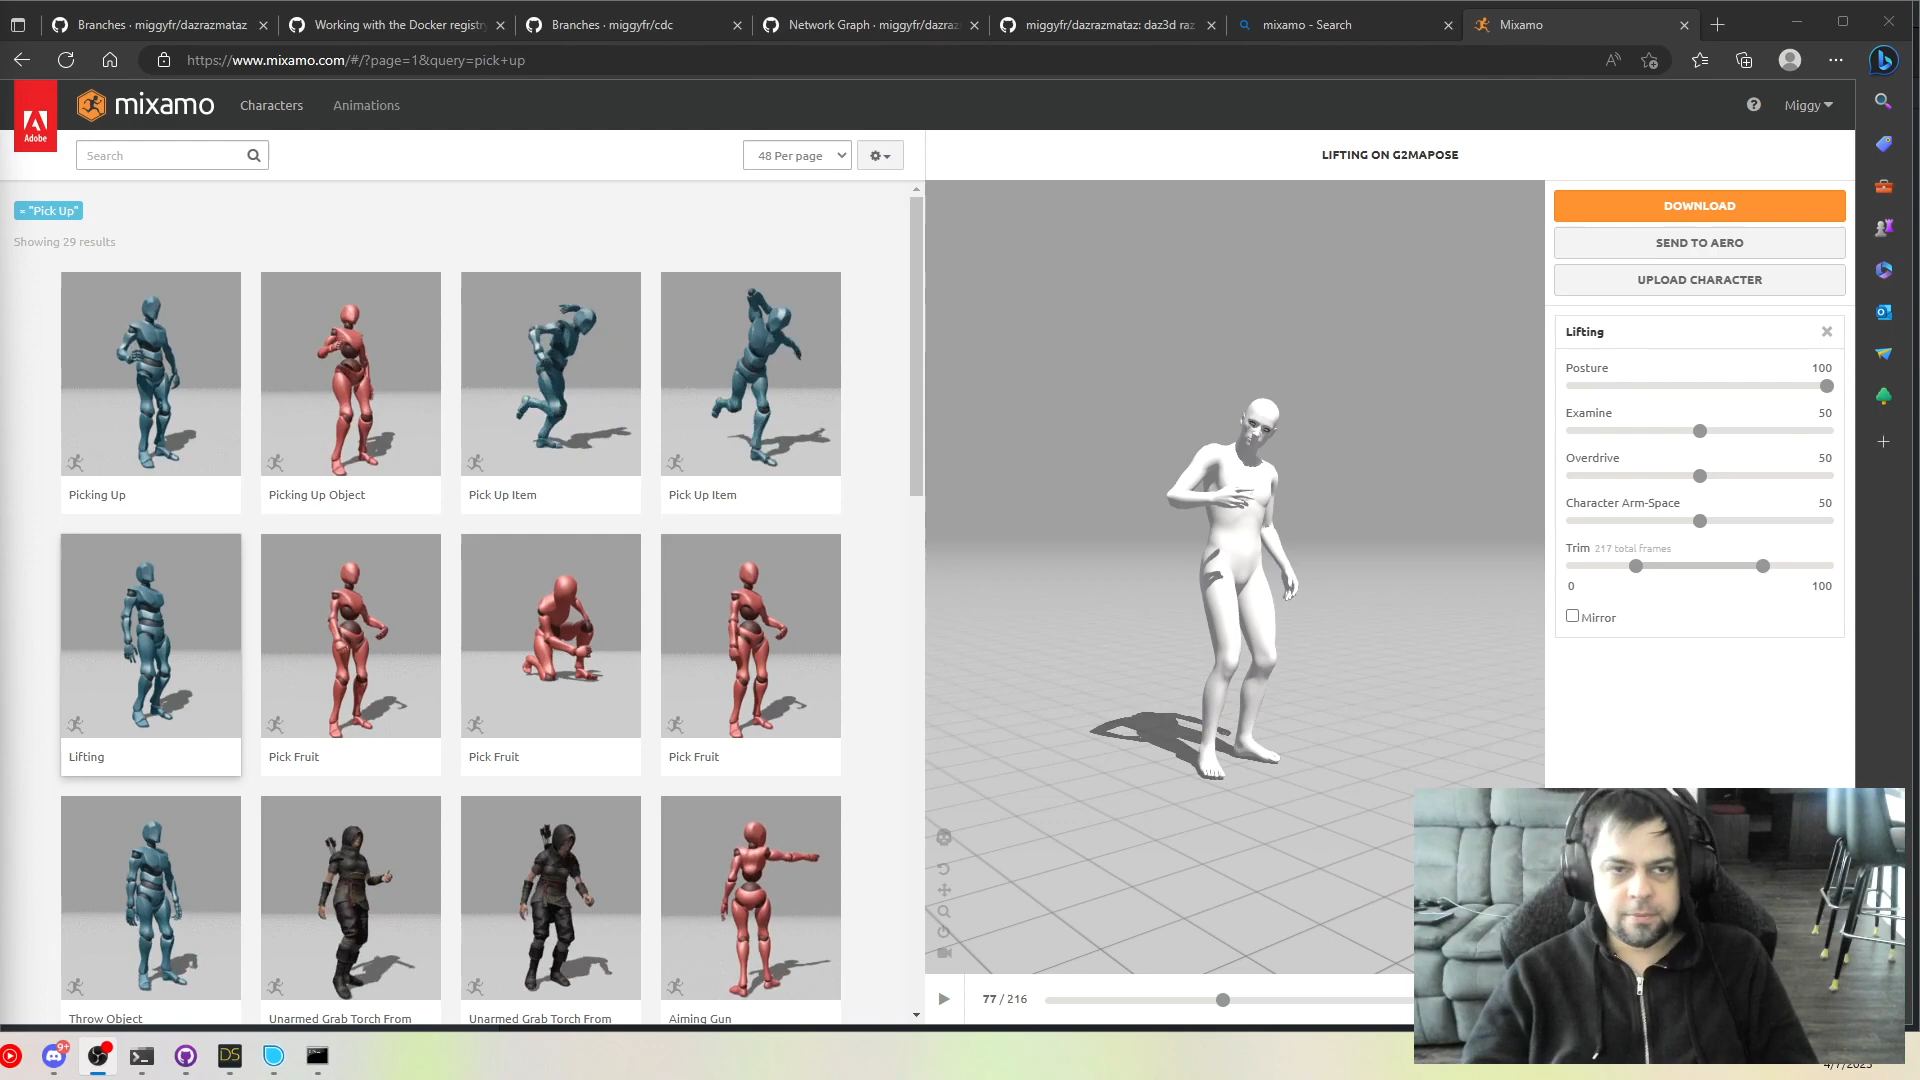 Branches · miggyfr/dazrazmataz
Working with the Docker registry
Branches · miggyfr/cdc
Network Graph · miggyfr/dazraz
miggyfr/dazrazmataz: daz3d raz
mixamo - Search
Mixamo
https://www.mixamo.com/#/?page=1&query=pick+up
Adobe
mixamo
Characters
Animations
Miggy
Search
48 Per page
LIFTING ON G2MAPOSE
= "Pick Up"
Showing 29 results
DOWNLOAD
SEND TO AERO
UPLOAD CHARACTER
Lifting
Posture 100
Examine 50
Overdrive 50
Character Arm-Space 50
Trim 217 total frames
0 100
Mirror
Picking Up
Picking Up Object
Pick Up Item
Pick Up Item
Lifting
Pick Fruit
Pick Fruit
Pick Fruit
Throw Object
Unarmed Grab Torch From
Unarmed Grab Torch From
Aiming Gun
77 / 216
9+
DS
4/7/2023